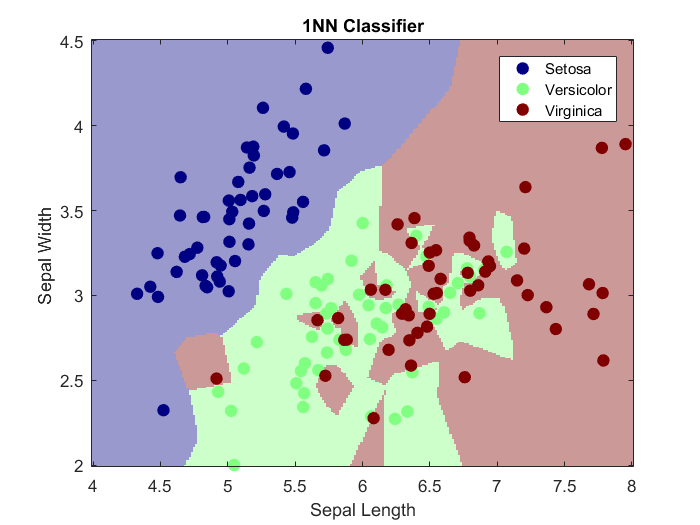 1NN Classifier
Setosa
Versicolor
Virginica
Sepal Width
4.5
4
3.5
3
2.5
2
4
4.5
5
5.5
6
6.5
7
7.5
8
Sepal Length